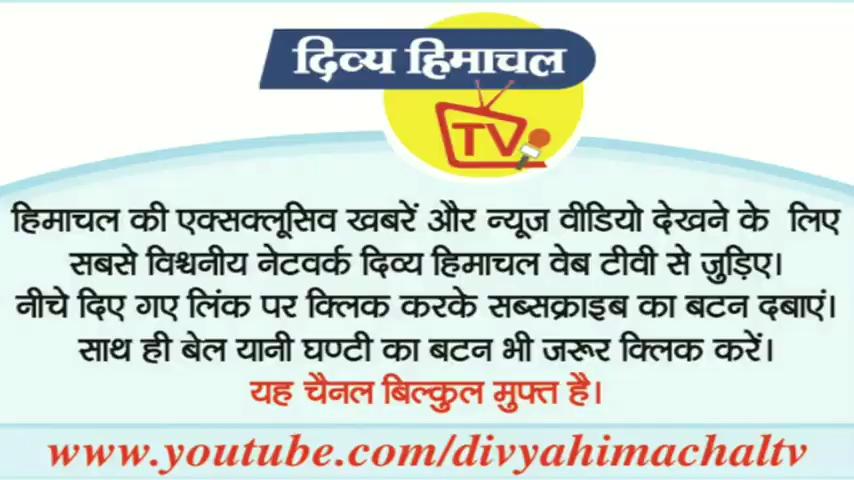 दिव्य हिमाचल
TV
हिमाचल की एक्सक्लूसिव खबरें और न्यूज वीडियो देखने के लिए
सबसे विश्वनीय नेटवर्क दिव्य हिमाचल वेब टीवी से जुड़िए।
नीचे दिए गए लिंक पर क्लिक करके सब्सक्राइब का बटन दबाएं।
साथ ही बेल यानी घण्टी का बटन भी जरूर क्लिक करें।
यह चैनल बिल्कुल मुफ्त है।
www.youtube.com/divyahimachaltv